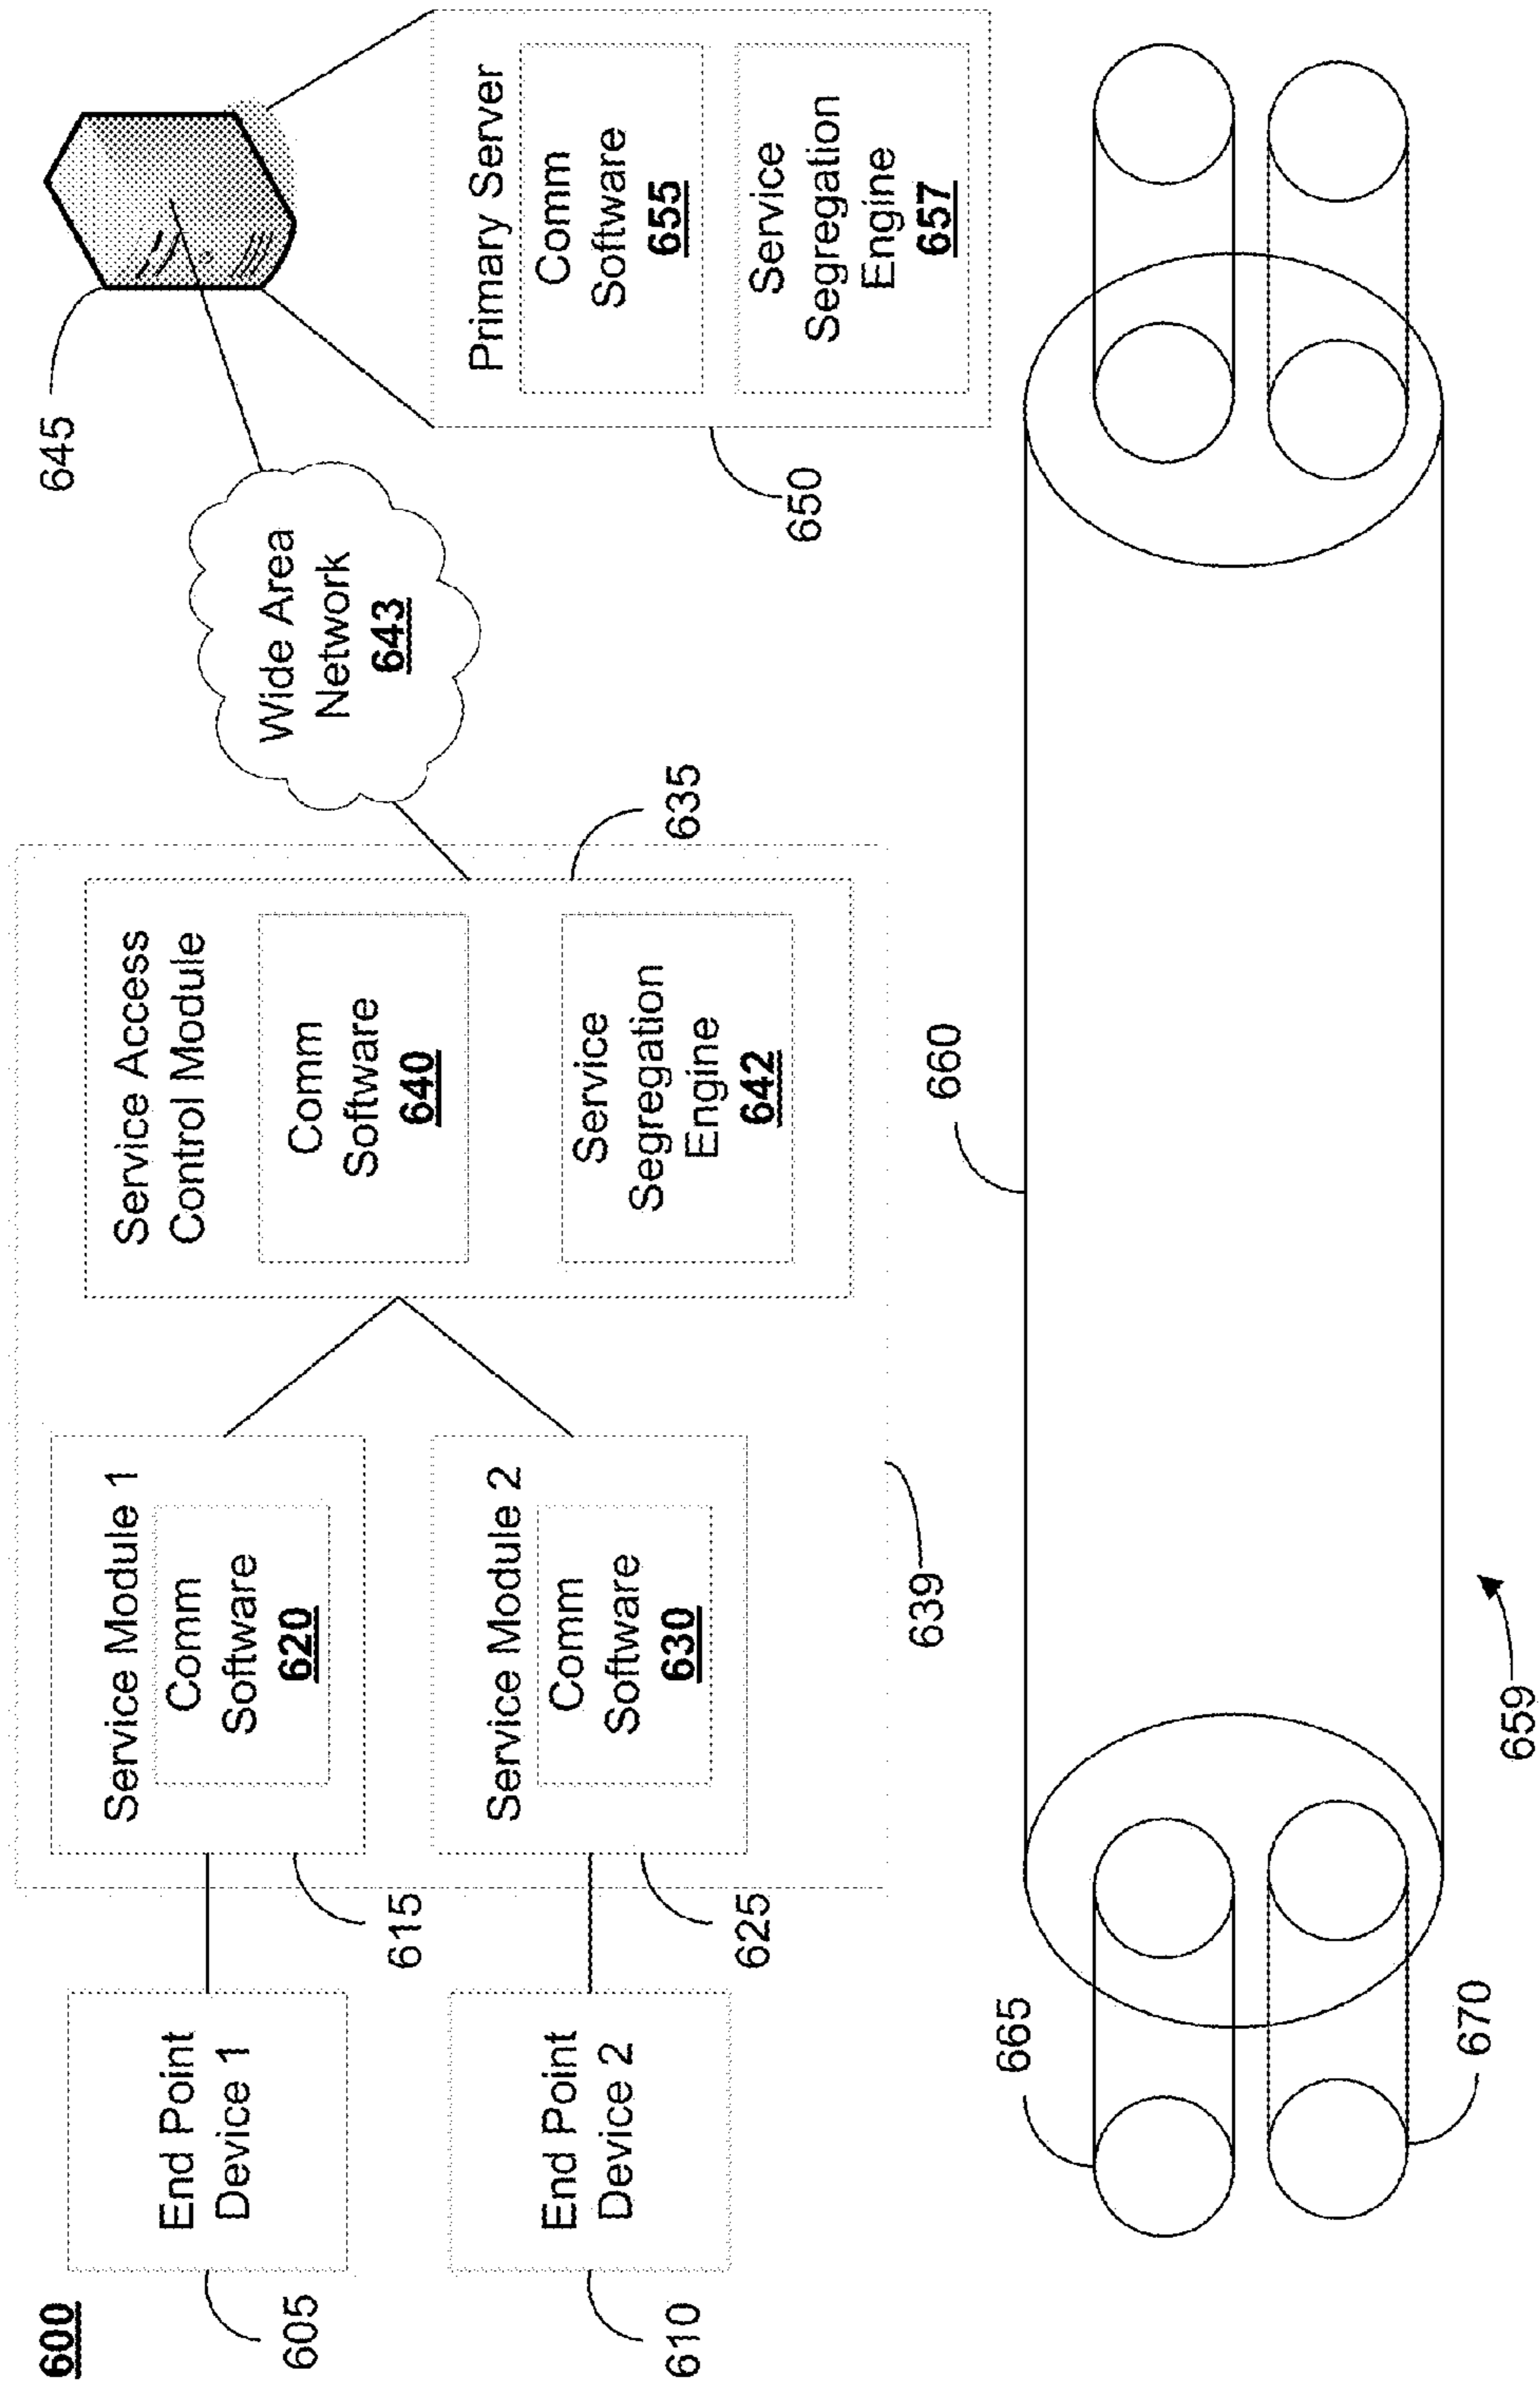 600
605
End Point
Device 1
610
End Point
Device 2
615
Service Module 1
Comm
Software
620
625
Service Module 2
Comm
Software
630
639
Service Access
Control Module
Comm
Software
640
Service
Segregation
Engine
642
635
Wide Area
Network
643
645
650
Primary Server
Comm
Software
655
Service
Segregation
Engine
657
660
665
670
659